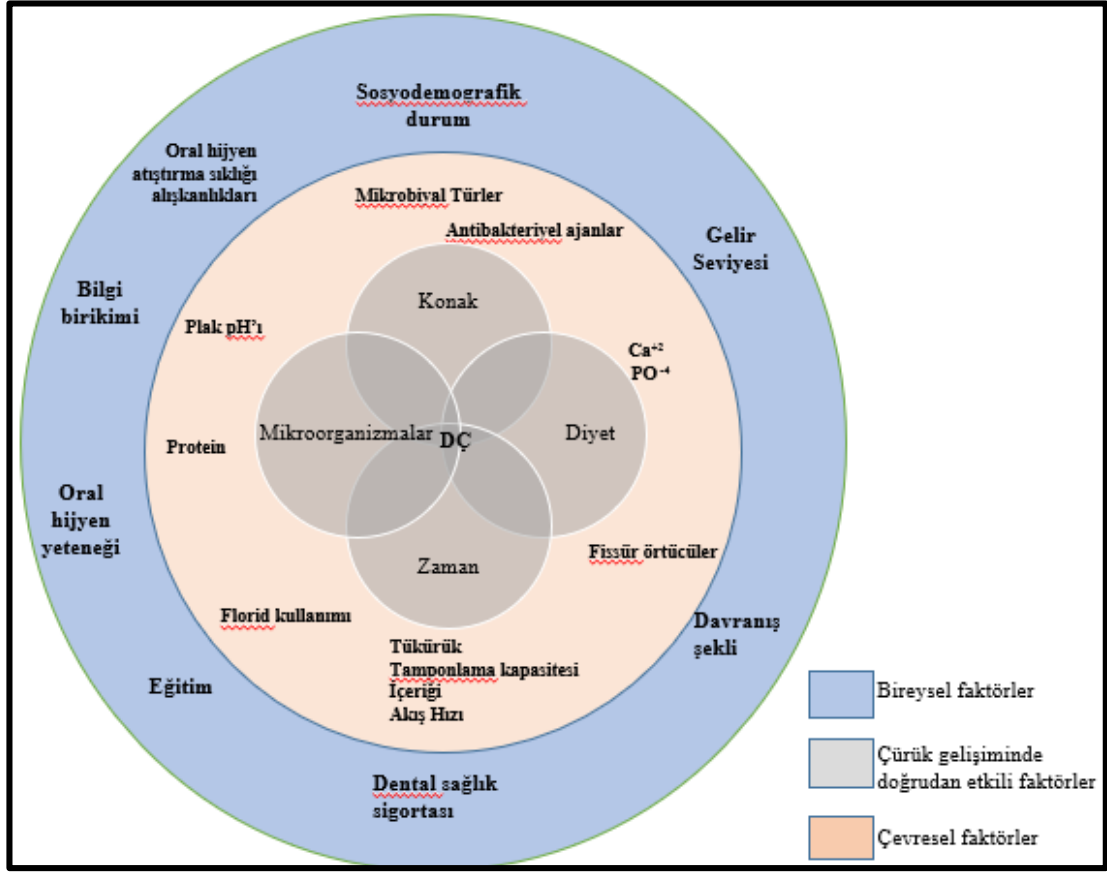 Sosyodemografik
durum
Oral hijyen
atıştırma sıklığı
alışkanlıkları
Mikrobival Türler
Antibakteriyel ajanlar
Gelir
Seviyesi
Bilgi
birikimi
Konak
Plak pH’ı
Ca⁺²
PO⁻⁴
Protein
Mikroorganizmalar
DÇ
Diyet
Oral
hijyen
yeteneği
Zaman
Fissür örtücüler
Florid kullanımı
Davranış
şekli
Tükürük
Tamponlama kapasitesi
İçeriği
Akış Hızı
Eğitim
Dental sağlık
sigortası
Bireysel faktörler
Çürük gelişiminde
doğrudan etkili faktörler
Çevresel faktörler